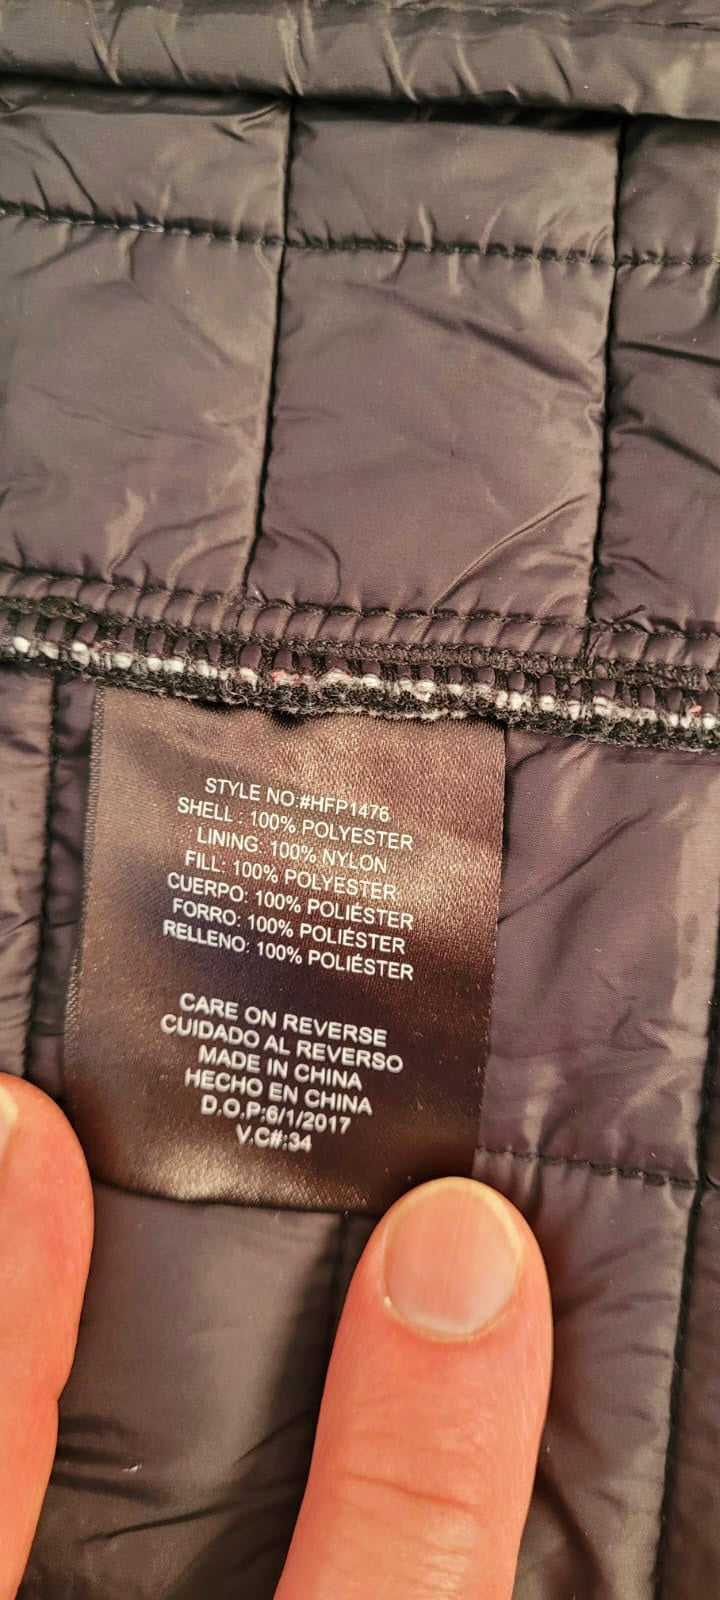 STYLE NO:#HFP1476
SHELL : 100% POLYESTER
LINING: 100% NYLON
FILL: 100% POLYESTER
CUERPO: 100% POLIÉSTER
FORRO: 100% POLIÉSTER
RELLENO: 100% POLIÉSTER
CARE ON REVERSE
CUIDADO AL REVERSO
MADE IN CHINA
HECHO EN CHINA
D.O.P:6/1/2017
V.C#:34